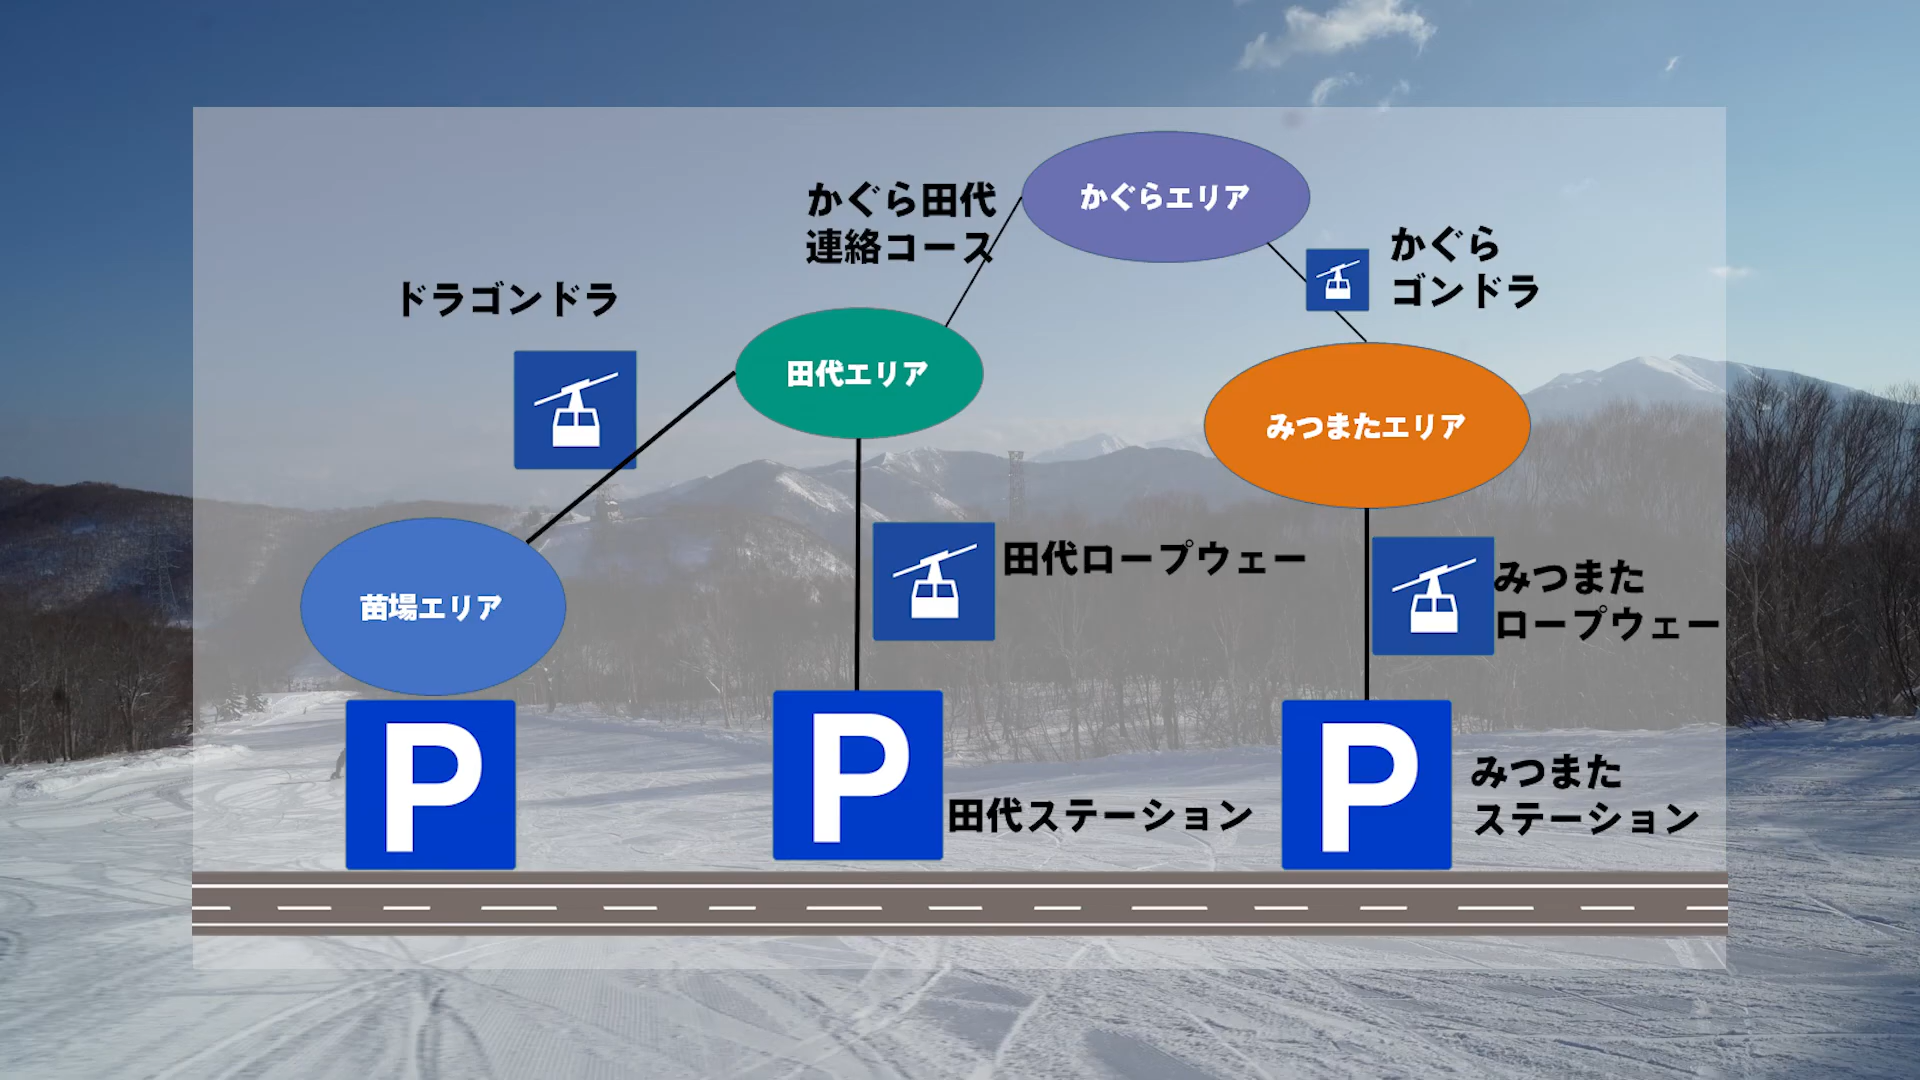 かぐらエリア
かぐら田代
連絡コース
かぐら
ゴンドラ
ドラゴンドラ
田代エリア
みつまたエリア
田代ロープウェー
みつまた
ロープウェー
苗場エリア
P
P
P
田代ステーション
みつまた
ステーション